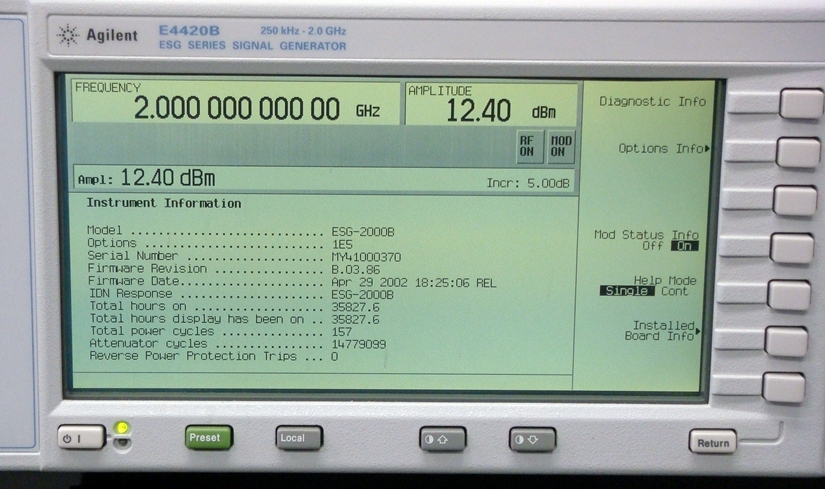 Agilent E4420B 250 kHz - 2.0 GHz
ESG SERIES SIGNAL GENERATOR
FREQUENCY
2.000 000 000 00 GHz
AMPLITUDE
12.40 dBm
RF ON
MOD ON
Ampl: 12.40 dBm Incr: 5.00dB
Instrument Information
Model ........................... ESG-2000B
Options ......................... 1E5
Serial Number ................... MY41000370
Firmware Revision ............... B.03.86
Firmware Date.................... Apr 29 2002 18:25:06 REL
IDN Response .................... ESG-2000B
Total hours on .................. 35827.6
Total hours display has been on .. 35827.6
Total power cycles .............. 157
Attenuator cycles ............... 14779099
Reverse Power Protection Trips ... 0
Diagnostic Info
Options Info
Mod Status Info
Off On
Help Mode
Single Cont
Installed
Board Info
Preset
Local
Return